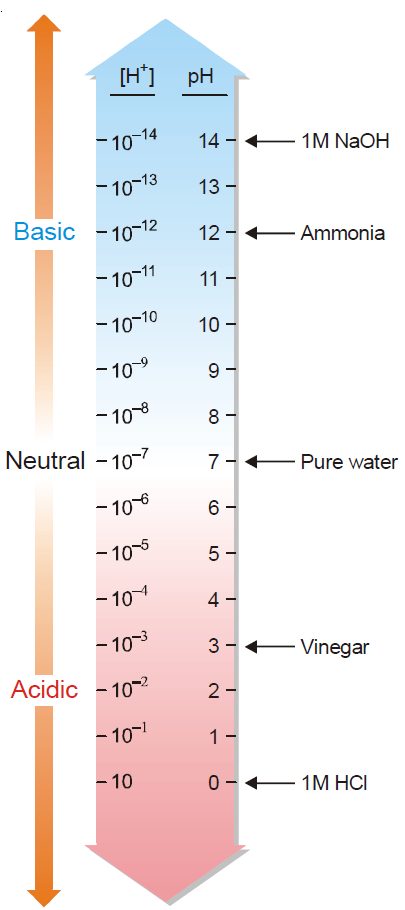 [H⁺] pH
10⁻¹⁴ 14 1M NaOH
10⁻¹³ 13
Basic 10⁻¹² 12 Ammonia
10⁻¹¹ 11
10⁻¹⁰ 10
10⁻⁹ 9
10⁻⁸ 8
Neutral 10⁻⁷ 7 Pure water
10⁻⁶ 6
10⁻⁵ 5
10⁻⁴ 4
10⁻³ 3 Vinegar
Acidic 10⁻² 2
10⁻¹ 1
10 0 1M HCl